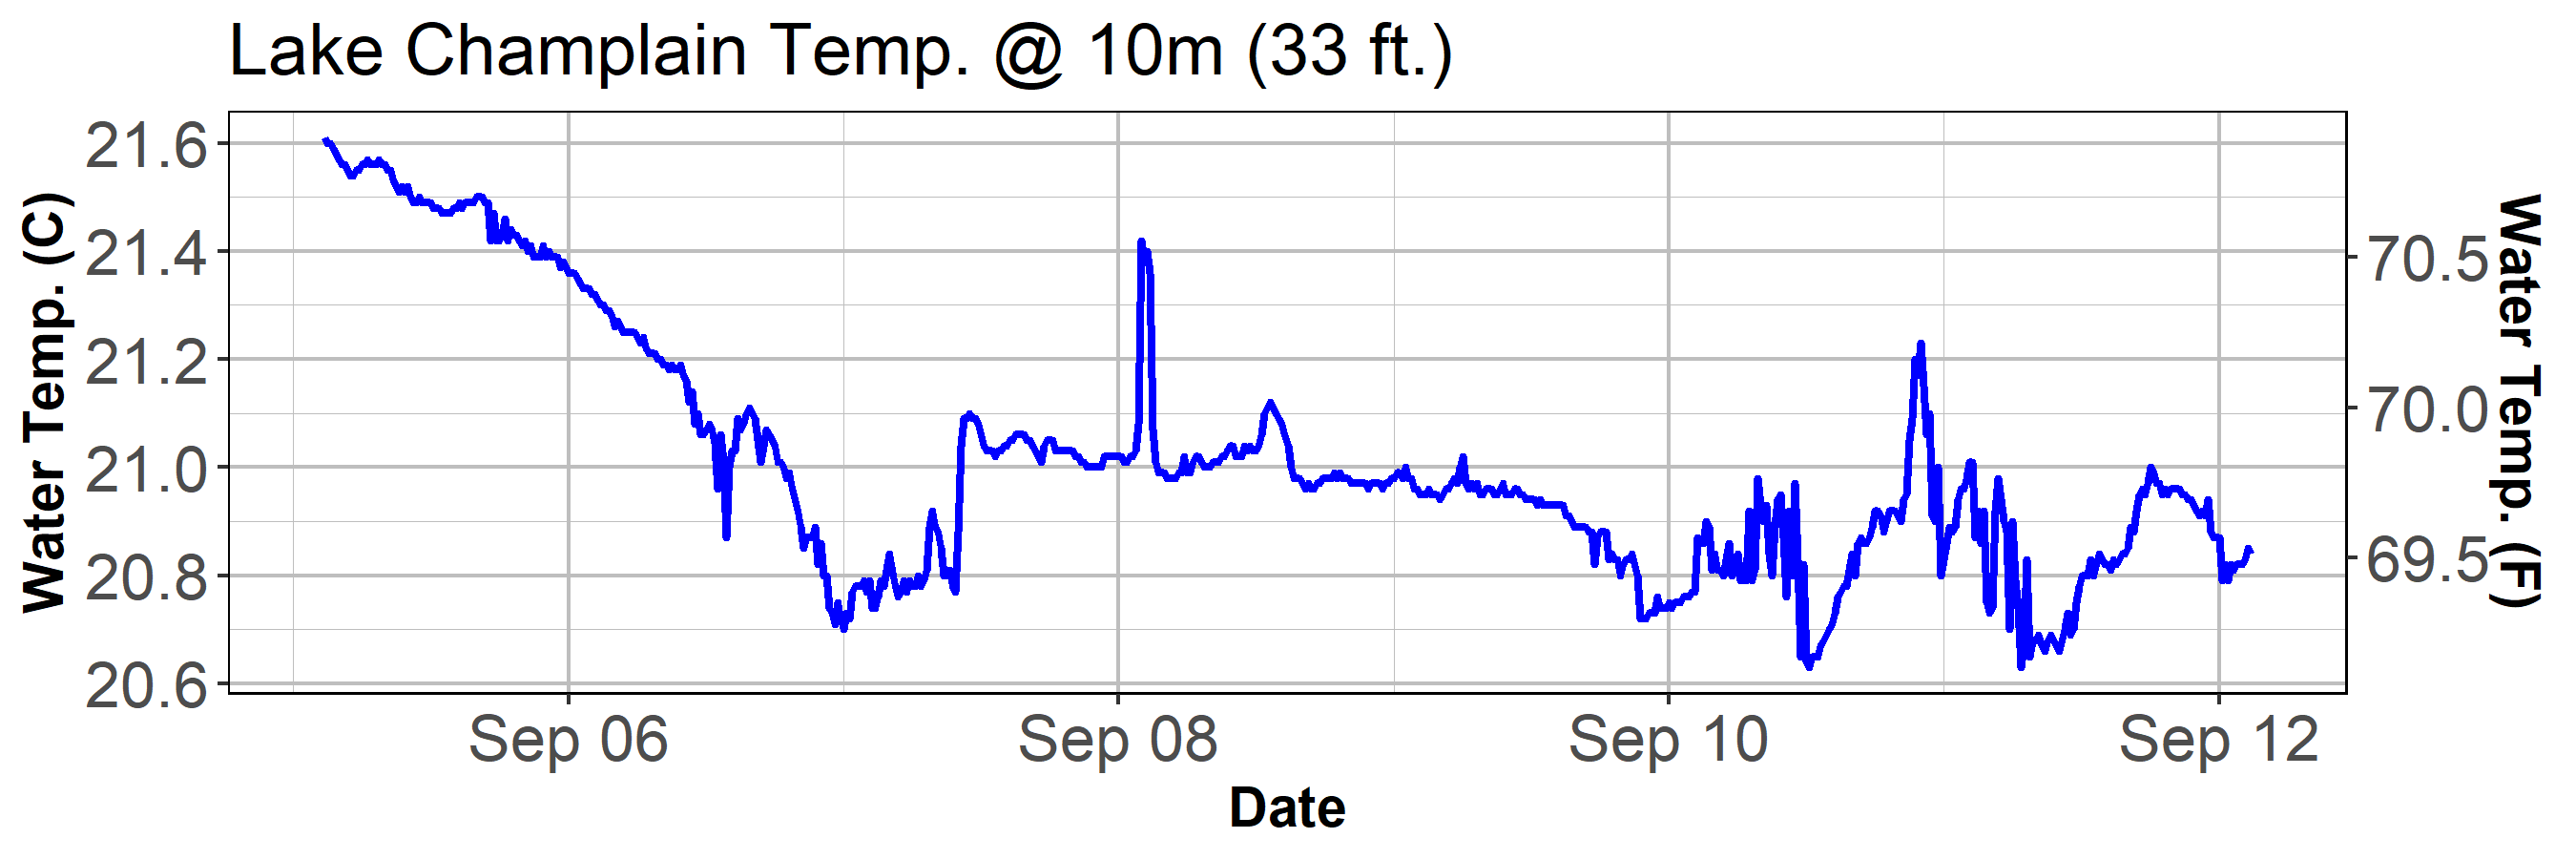 Lake Champlain Temp. @ 10m (33 ft.)
Water Temp. (C)
21.6
21.4
21.2
21.0
20.8
20.6
70.5
70.0
69.5
Water Temp. (F)
Sep 06
Sep 08
Sep 10
Sep 12
Date